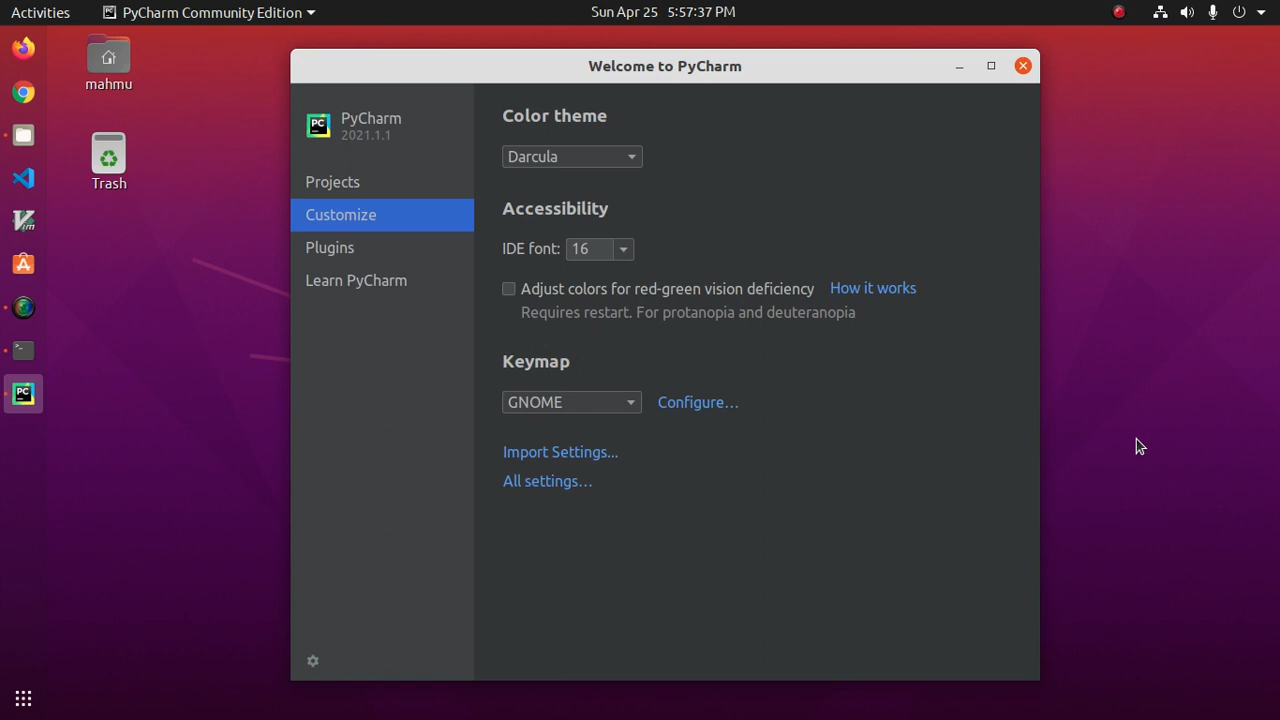 Activities
PyCharm Community Edition
Sun Apr 25 5:57:37 PM
mahmu
Trash
Welcome to PyCharm
PC
PyCharm
2021.1.1
Projects
Customize
Plugins
Learn PyCharm
Color theme
Darcula
Accessibility
IDE font: 16
Adjust colors for red-green vision deficiency How it works
Requires restart. For protanopia and deuteranopia
Keymap
GNOME Configure…
Import Settings...
All settings…
PC